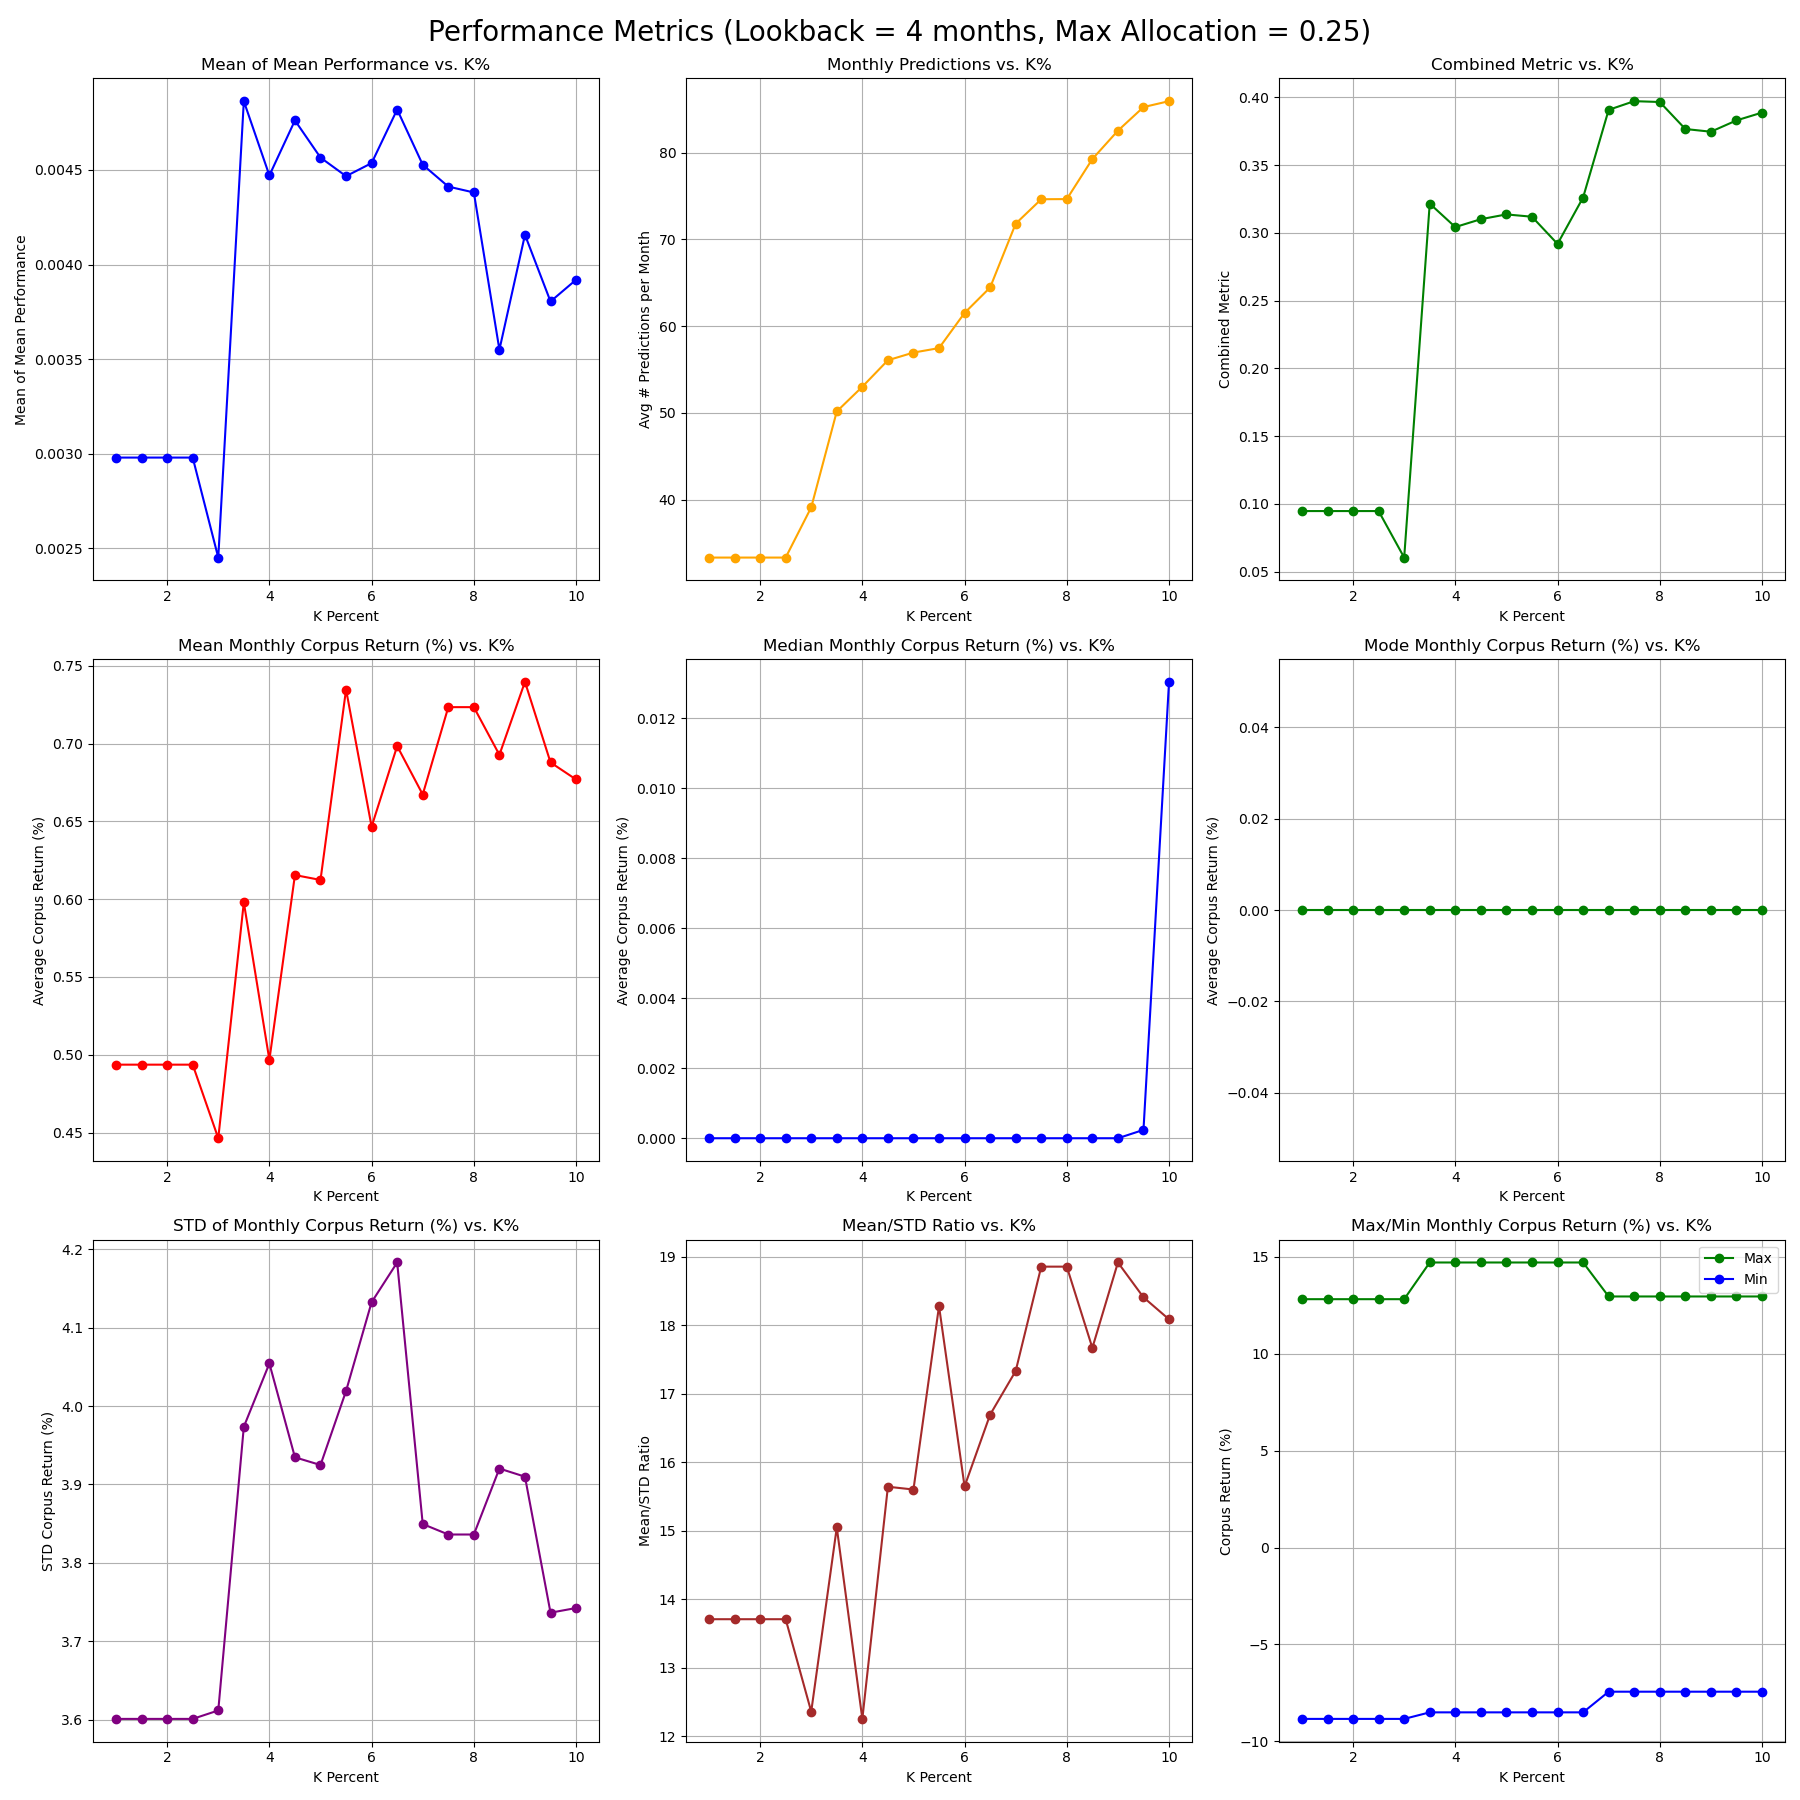 Performance Metrics (Lookback = 4 months, Max Allocation = 0.25)
Mean of Mean Performance vs. K%
Mean of Mean Performance
0.0045
0.0040
0.0035
0.0030
0.0025
2 4 6 8 10
K Percent
Monthly Predictions vs. K%
Avg # Predictions per Month
80
70
60
50
40
2 4 6 8 10
K Percent
Combined Metric vs. K%
Combined Metric
0.40
0.35
0.30
0.25
0.20
0.15
0.10
0.05
2 4 6 8 10
K Percent
Mean Monthly Corpus Return (%) vs. K%
Average Corpus Return (%)
0.75
0.70
0.65
0.60
0.55
0.50
0.45
2 4 6 8 10
K Percent
Median Monthly Corpus Return (%) vs. K%
Average Corpus Return (%)
0.012
0.010
0.008
0.006
0.004
0.002
0.000
2 4 6 8 10
K Percent
Mode Monthly Corpus Return (%) vs. K%
Average Corpus Return (%)
0.04
0.02
0.00
−0.02
−0.04
2 4 6 8 10
K Percent
STD of Monthly Corpus Return (%) vs. K%
STD Corpus Return (%)
4.2
4.1
4.0
3.9
3.8
3.7
3.6
2 4 6 8 10
K Percent
Mean/STD Ratio vs. K%
Mean/STD Ratio
19
18
17
16
15
14
13
12
2 4 6 8 10
K Percent
Max/Min Monthly Corpus Return (%) vs. K%
Corpus Return (%)
15
10
5
0
−5
−10
Max
Min
2 4 6 8 10
K Percent